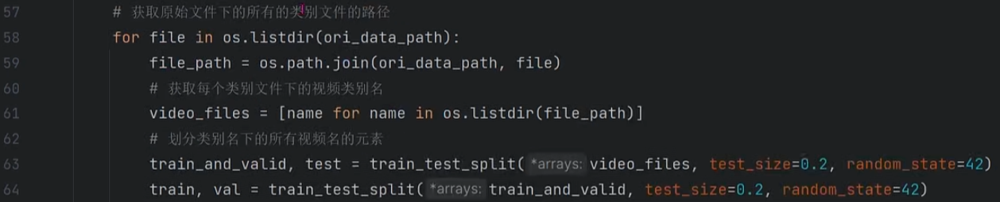 57 # 获取原始文件下的所有的类别文件的路径
58 for file in os.listdir(ori_data_path):
59 file_path = os.path.join(ori_data_path, file)
60 # 获取每个类别文件下的视频类别名
61 video_files = [name for name in os.listdir(file_path)]
62 # 划分类别名下的所有视频名的元素
63 train_and_valid, test = train_test_split( *arrays: video_files, test_size=0.2, random_state=42)
64 train, val = train_test_split( *arrays: train_and_valid, test_size=0.2, random_state=42)